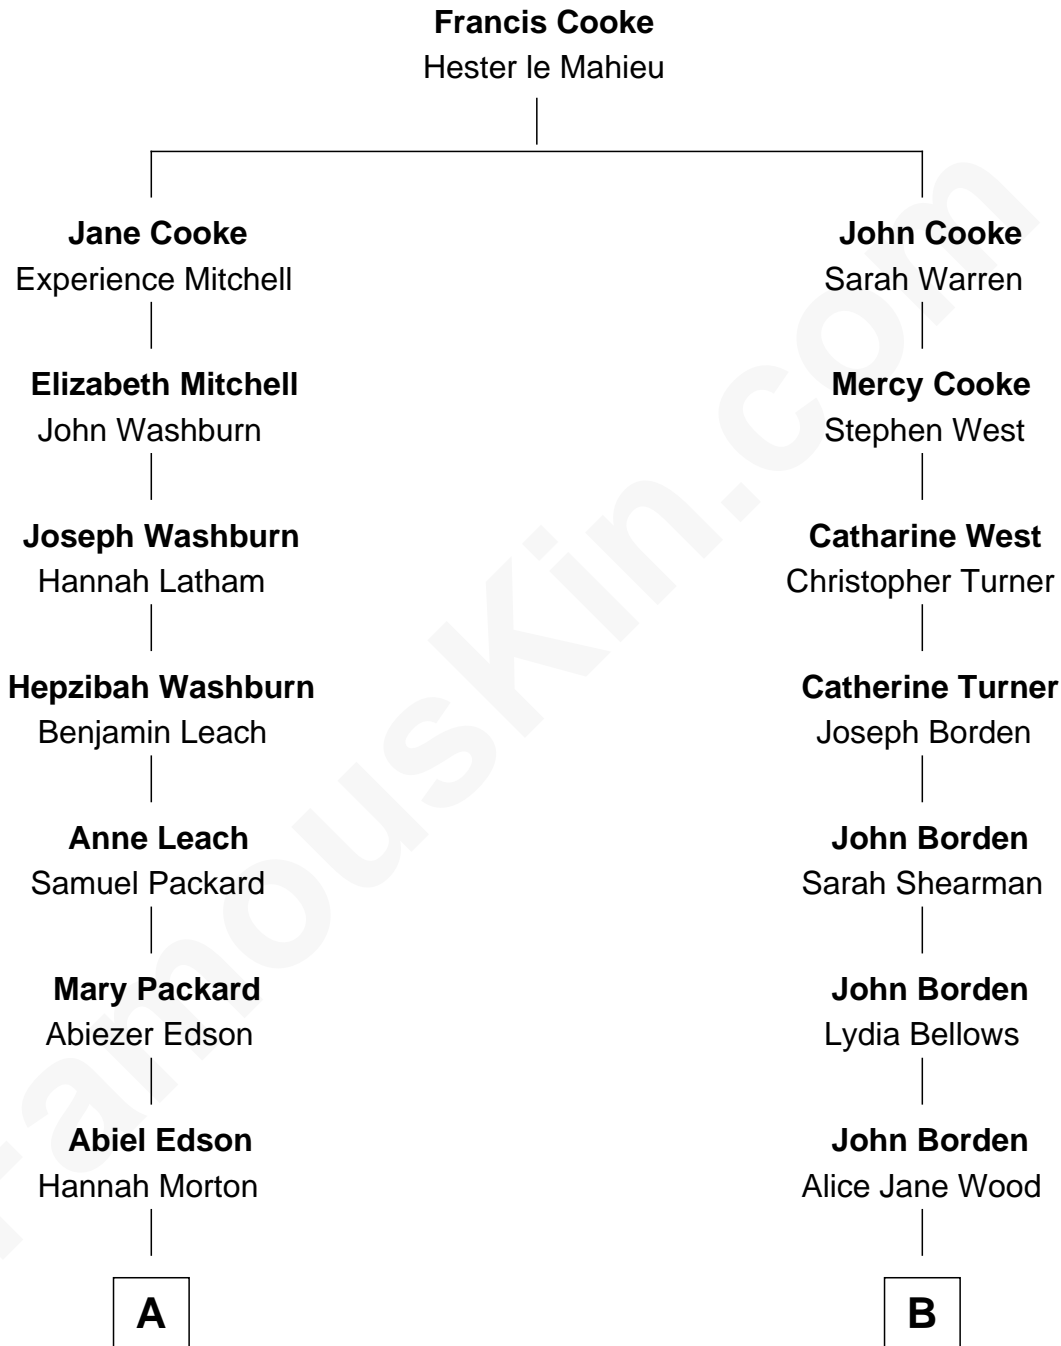 Francis Cooke
Hester le Mahieu
Jane Cooke
Experience Mitchell
John Cooke
Sarah Warren
Elizabeth Mitchell
John Washburn
Mercy Cooke
Stephen West
Joseph Washburn
Hannah Latham
Catharine West
Christopher Turner
Hepzibah Washburn
Benjamin Leach
Catherine Turner
Joseph Borden
Anne Leach
Samuel Packard
John Borden
Sarah Shearman
Mary Packard
Abiezer Edson
John Borden
Lydia Bellows
Abiel Edson
Hannah Morton
John Borden
Alice Jane Wood
A
B
FamousKin.com